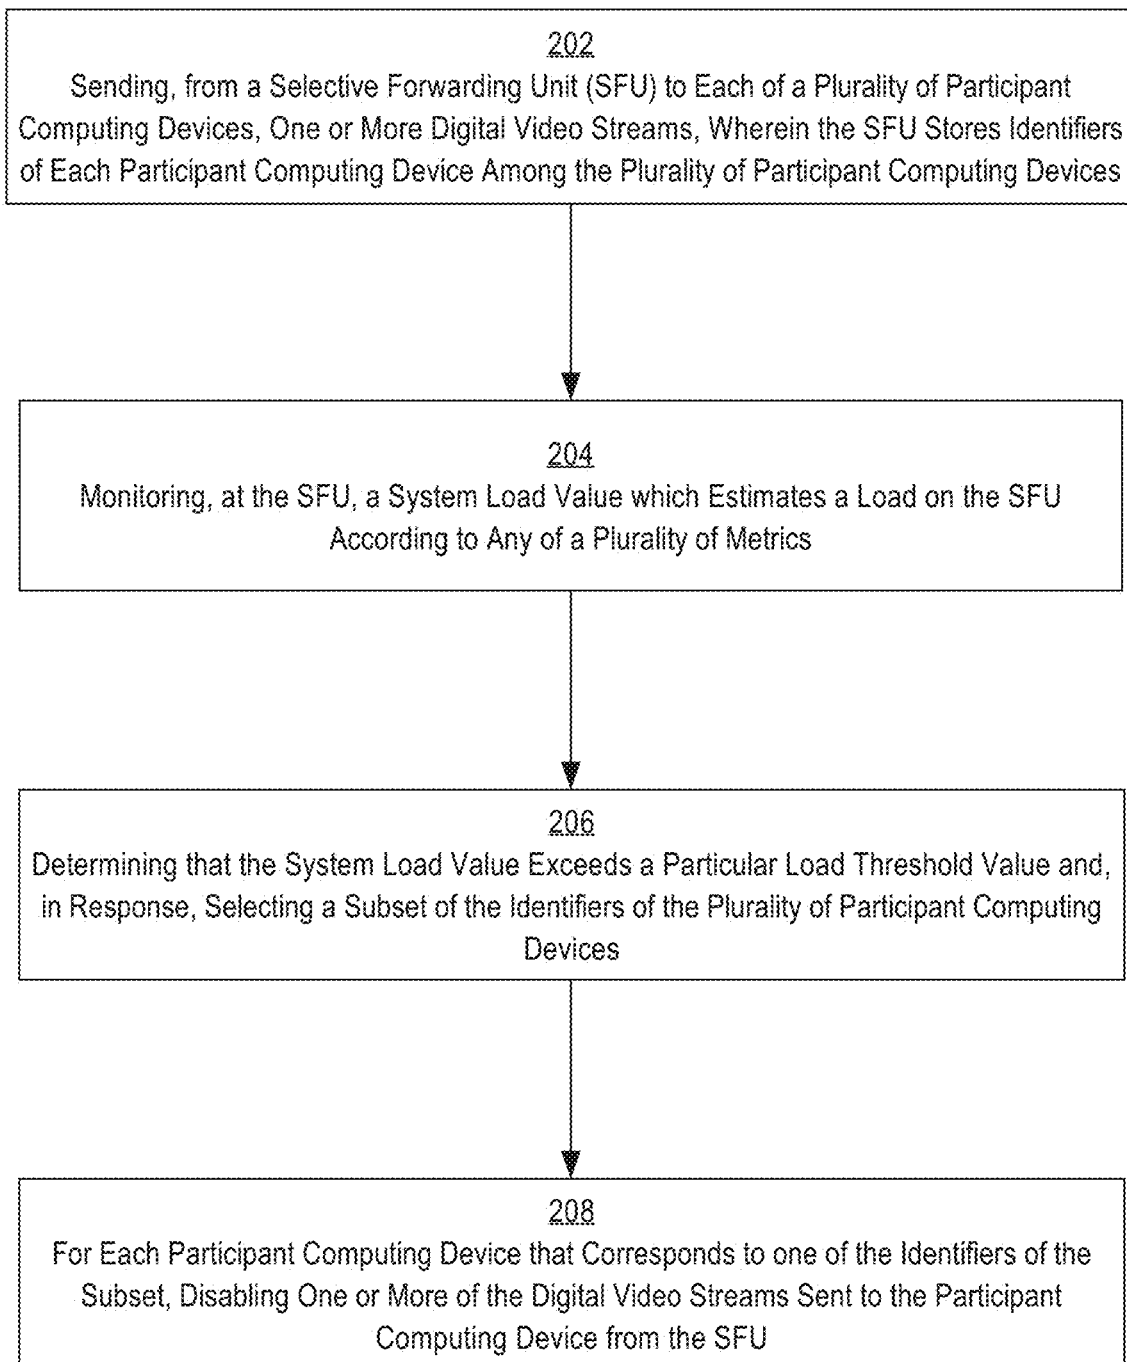 202
Sending, from a Selective Forwarding Unit (SFU) to Each of a Plurality of Participant
Computing Devices, One or More Digital Video Streams, Wherein the SFU Stores Identifiers
of Each Participant Computing Device Among the Plurality of Participant Computing Devices
204
Monitoring, at the SFU, a System Load Value which Estimates a Load on the SFU
According to Any of a Plurality of Metrics
206
Determining that the System Load Value Exceeds a Particular Load Threshold Value and,
in Response, Selecting a Subset of the Identifiers of the Plurality of Participant Computing
Devices
208
For Each Participant Computing Device that Corresponds to one of the Identifiers of the
Subset, Disabling One or More of the Digital Video Streams Sent to the Participant
Computing Device from the SFU